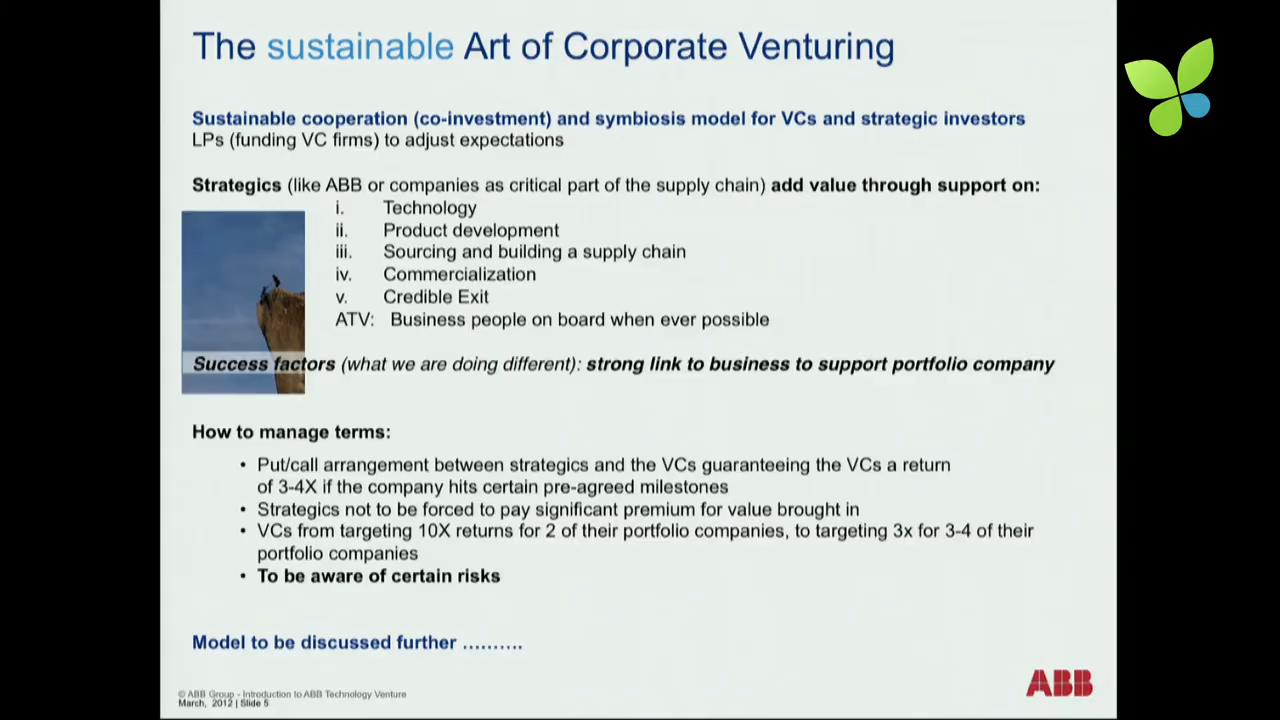 The sustainable Art of Corporate Venturing
Sustainable cooperation (co-investment) and symbiosis model for VCs and strategic investors
LPs (funding VC firms) to adjust expectations
Strategics (like ABB or companies as critical part of the supply chain) add value through support on:
i. Technology
ii. Product development
iii. Sourcing and building a supply chain
iv. Commercialization
v. Credible Exit
ATV: Business people on board when ever possible
Success factors (what we are doing different): strong link to business to support portfolio company
How to manage terms:
• Put/call arrangement between strategics and the VCs guaranteeing the VCs a return
of 3-4X if the company hits certain pre-agreed milestones
• Strategics not to be forced to pay significant premium for value brought in
• VCs from targeting 10X returns for 2 of their portfolio companies, to targeting 3x for 3-4 of their
portfolio companies
• To be aware of certain risks
Model to be discussed further ……….
© ABB Group - Introduction to ABB Technology Venture
March, 2012 | Slide 5
ABB